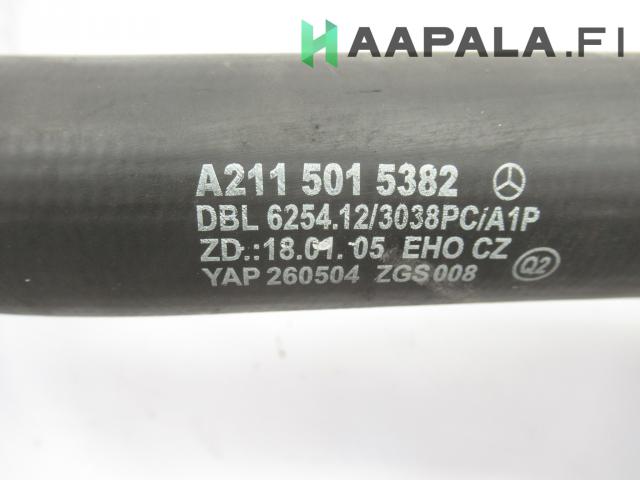 HAAPALA.FI
A211 501 5382
DBL 6254.12/3038PC/A1P
ZD.:18.01.05 EHO CZ
YAP 260504 ZGS008 Q2